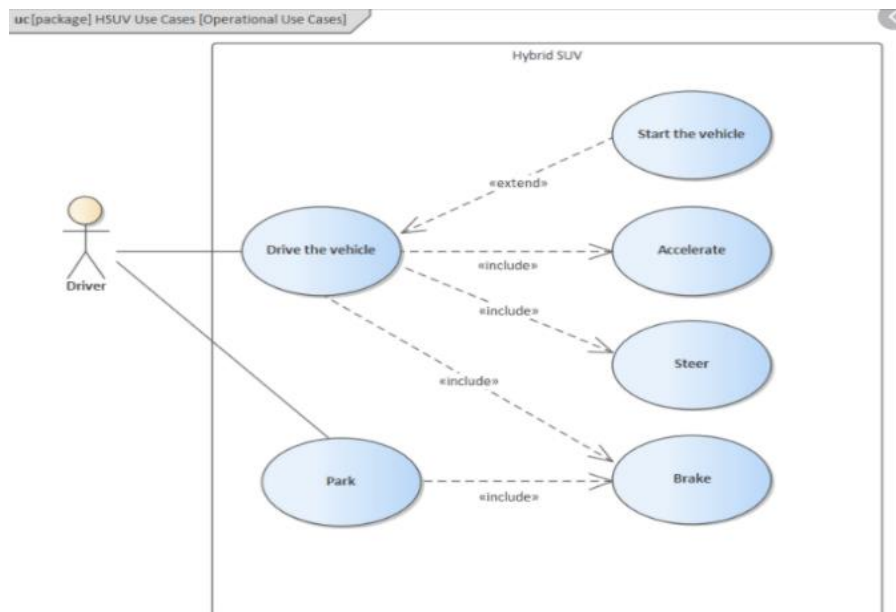 uc [package] HSUV Use Cases [Operational Use Cases]
Hybrid SUV
Start the vehicle
«extend»
Drive the vehicle
Accelerate
«include»
Driver
«include»
Steer
«include»
Park
Brake
«include»